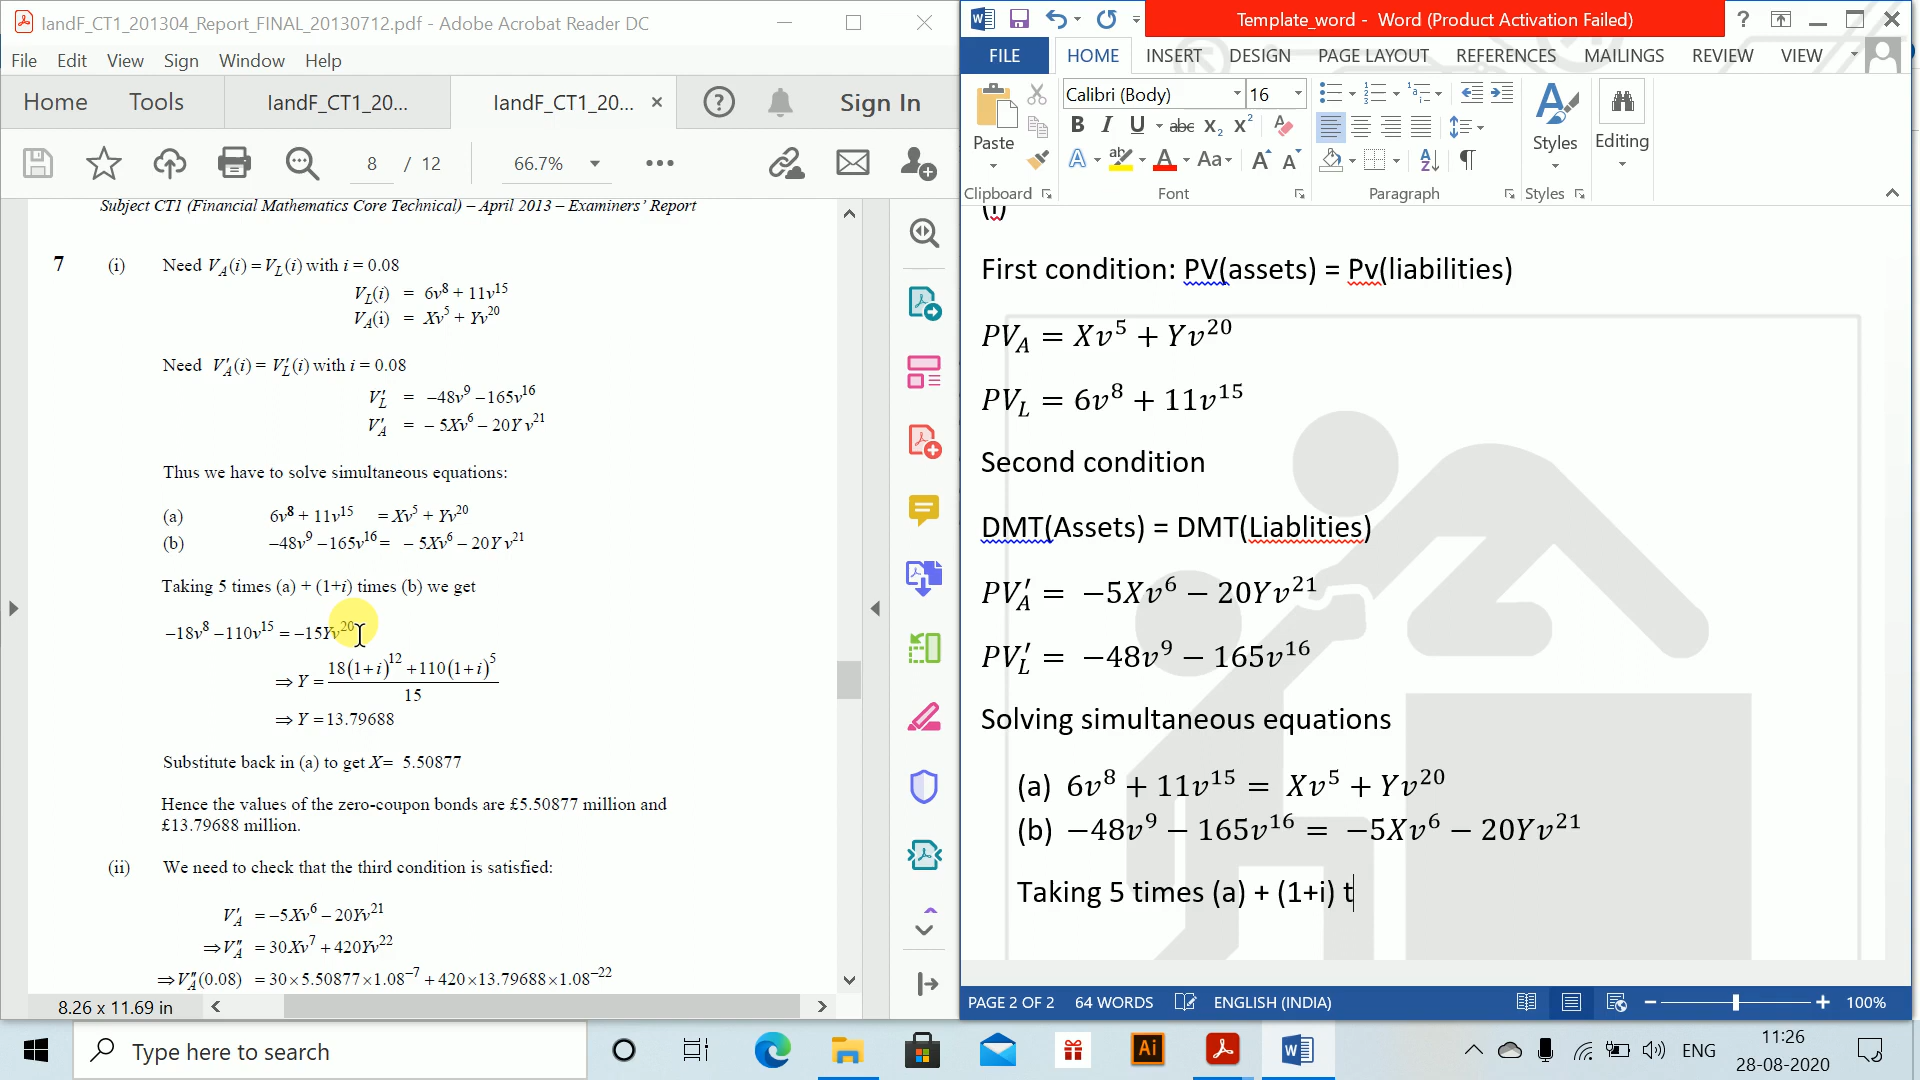 IandF_CT1_201304_Report_FINAL_20130712.pdf - Adobe Acrobat Reader DC
File Edit View Sign Window Help
Home Tools IandF_CT1_20... IandF_CT1_20... × Sign In
8 / 12 66.7%
Subject CT1 (Financial Mathematics Core Technical) – April 2013 – Examiners' Report
7 (i) Need V_A(i) = V_L(i) with i = 0.08
V_L(i) = 6v^8 + 11v^15
V_A(i) = Xv^5 + Yv^20
Need V'_A(i) = V'_L(i) with i = 0.08
V'_L = −48v^9 −165v^16
V'_A = − 5Xv^6 − 20Y v^21
Thus we have to solve simultaneous equations:
(a) 6v^8 + 11v^15 = Xv^5 + Yv^20
(b) −48v^9 −165v^16 = − 5Xv^6 − 20Y v^21
Taking 5 times (a) + (1+i) times (b) we get
−18v^8 −110v^15 = −15Yv^20
⇒ Y = (18(1+i)^12 +110(1+i)^5) / 15
⇒ Y = 13.79688
Substitute back in (a) to get X= 5.50877
Hence the values of the zero-coupon bonds are £5.50877 million and
£13.79688 million.
(ii) We need to check that the third condition is satisfied:
V'_A = −5Xv^6 − 20Yv^21
⇒V''_A = 30Xv^7 + 420Yv^22
⇒V''_A(0.08) = 30×5.50877×1.08^−7 + 420×13.79688×1.08^−22
8.26 x 11.69 in
Template_word - Word (Product Activation Failed)
FILE HOME INSERT DESIGN PAGE LAYOUT REFERENCES MAILINGS REVIEW VIEW
Calibri (Body) 16
Paste
Styles
Editing
Clipboard Font Paragraph Styles
(i)
First condition: PV(assets) = Pv(liabilities)
PV_A = Xv^5 + Yv^20
PV_L = 6v^8 + 11v^15
Second condition
DMT(Assets) = DMT(Liablities)
PV'_A = −5Xv^6 − 20Yv^21
PV'_L = −48v^9 − 165v^16
Solving simultaneous equations
(a) 6v^8 + 11v^15 = Xv^5 + Yv^20
(b) −48v^9 − 165v^16 = −5Xv^6 − 20Yv^21
Taking 5 times (a) + (1+i) t
PAGE 2 OF 2 64 WORDS ENGLISH (INDIA) 100%
Type here to search
Ai
ENG
11:26
28-08-2020